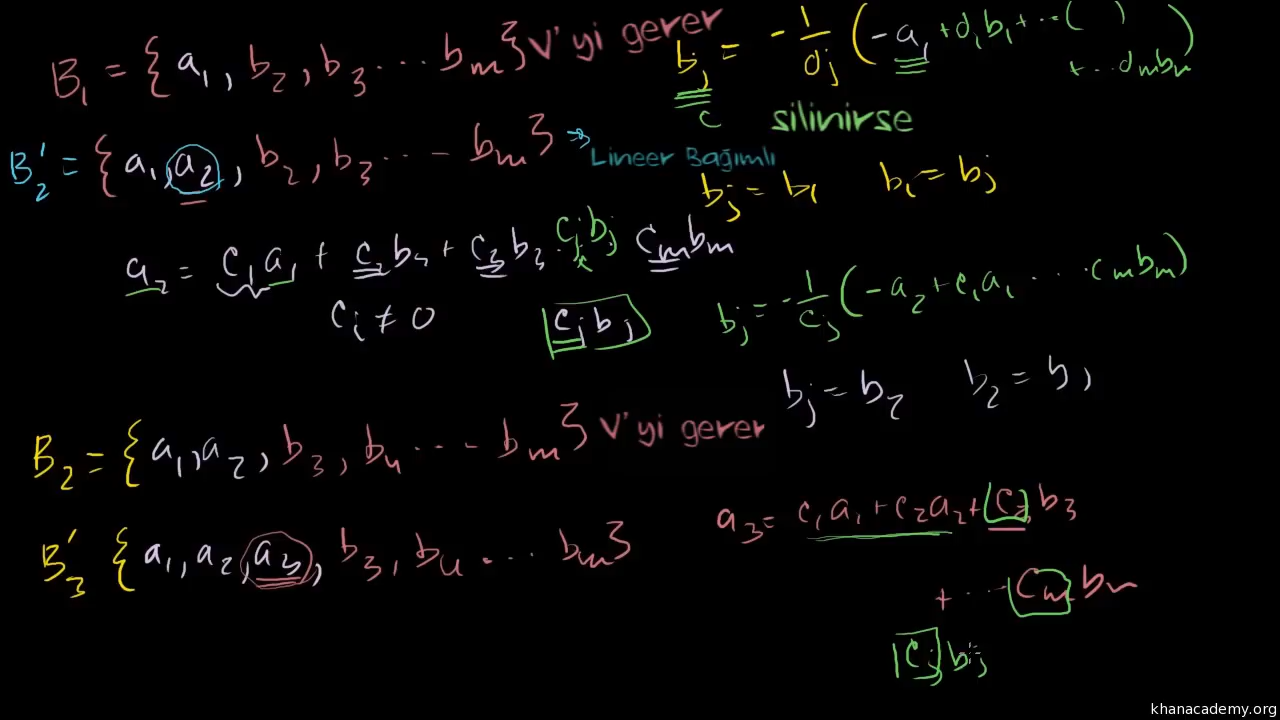 B₁ = { a₁, b₂, b₃ ... bₘ } V'yi gerer
bⱼ = -1/dⱼ (-a₁ + d₁b₁ + ... ( )
+ ... dₘbₘ)
c
silinirse
B₂' = { a₁, a₂, b₂, b₃ ... bₘ } → Lineer Bağımlı
bⱼ = b₁ b₁ = bⱼ
a₂ = c₁a₁ + c₂b₂ + c₃b₃ cⱼbⱼ cₘbₘ
cᵢ ≠ 0 cⱼbⱼ
bⱼ = -1/cⱼ (-a₂ + c₁a₁ ... cₘbₘ)
bⱼ = b₂ b₂ = bⱼ
B₂ = { a₁, a₂, b₃, b₄ ... bₘ } V'yi gerer
B₃' { a₁, a₂, a₃, b₃, b₄ ... bₘ }
a₃ = c₁a₁ + c₂a₂ + c₃b₃
+ ... cₘbₘ
cⱼbⱼ
khanacademy.org